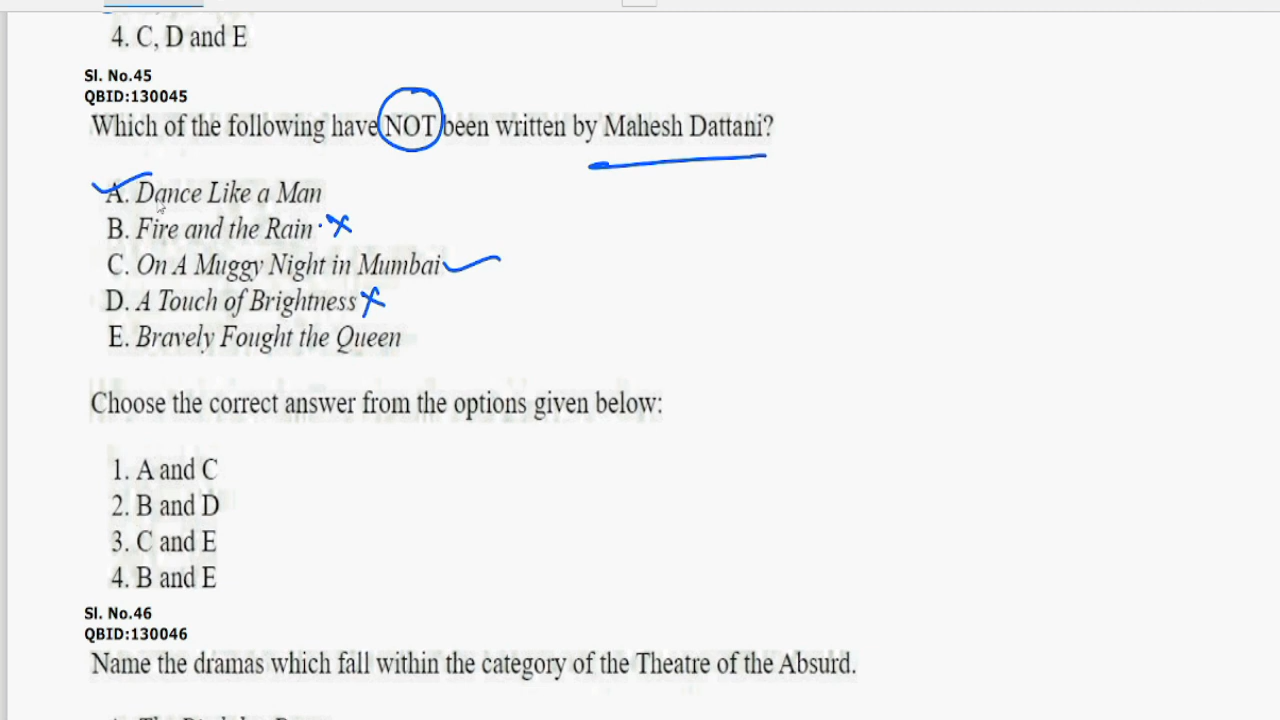 4. C, D and E
Sl. No.45
QBID:130045
Which of the following have NOT been written by Mahesh Dattani?
A. Dance Like a Man
B. Fire and the Rain
C. On A Muggy Night in Mumbai
D. A Touch of Brightness
E. Bravely Fought the Queen
Choose the correct answer from the options given below:
1. A and C
2. B and D
3. C and E
4. B and E
Sl. No.46
QBID:130046
Name the dramas which fall within the category of the Theatre of the Absurd.